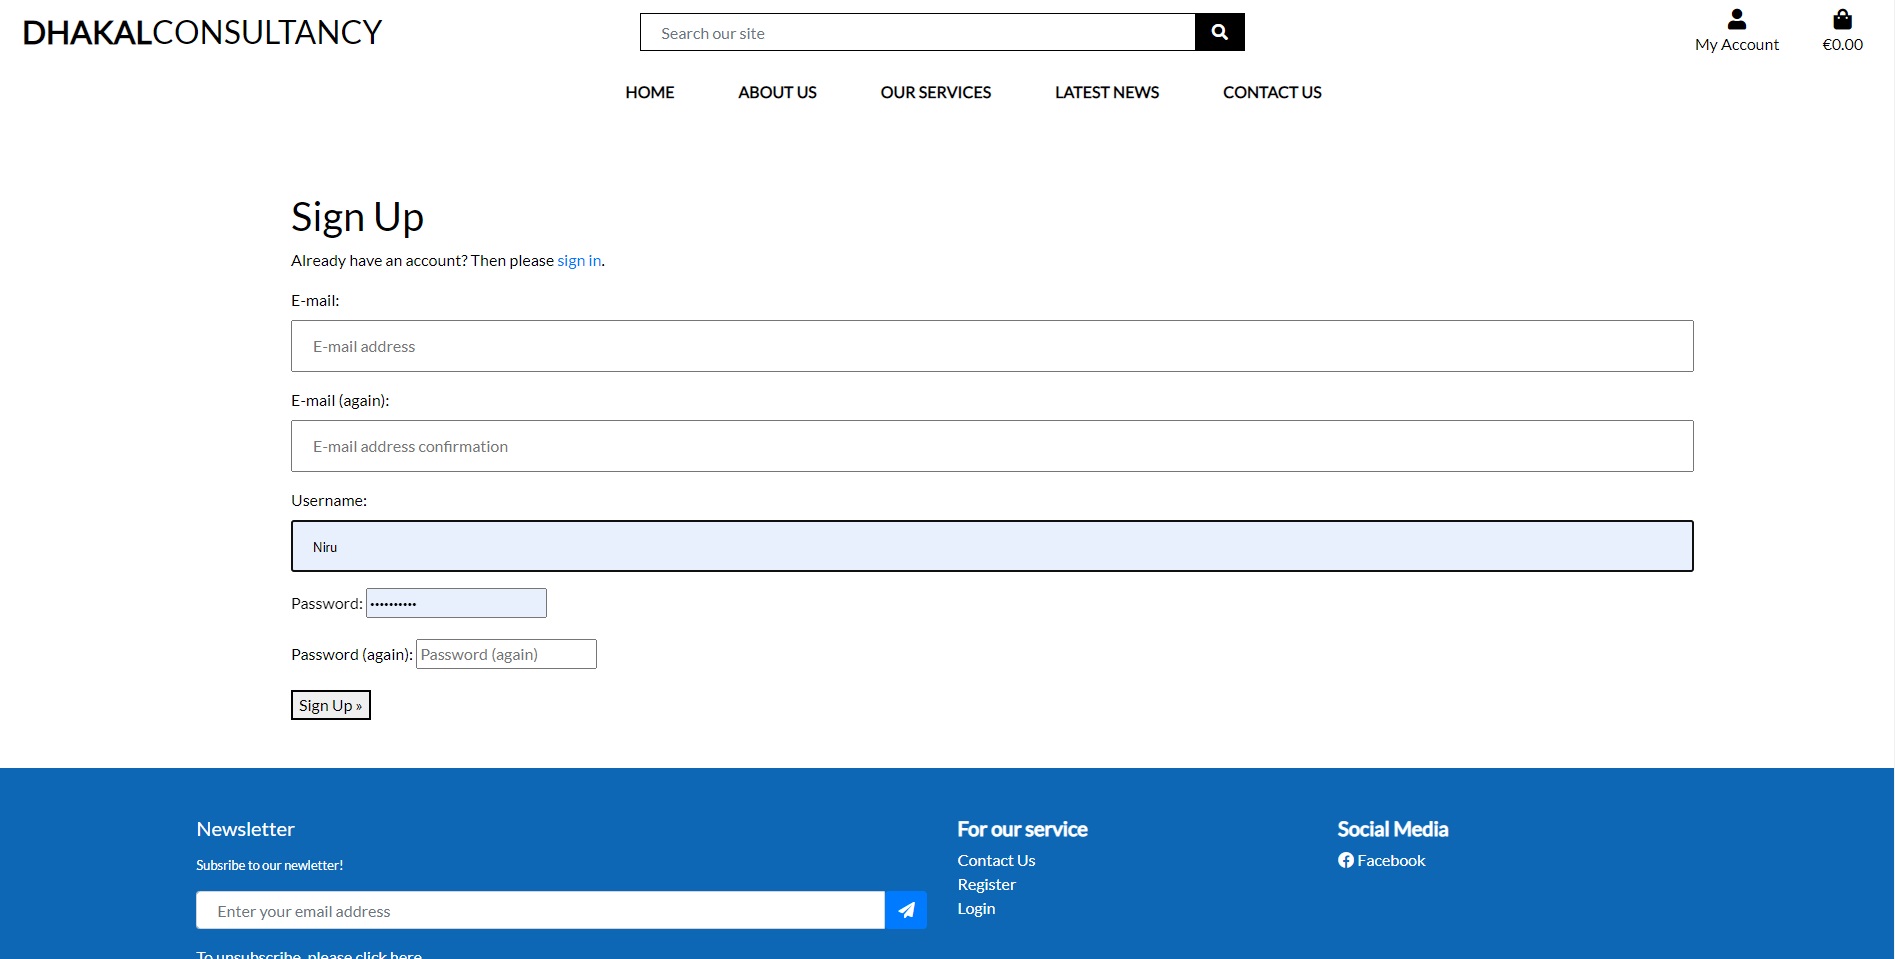 DHAKALCONSULTANCY
Search our site
My Account
€0.00
HOME ABOUT US OUR SERVICES LATEST NEWS CONTACT US
Sign Up
Already have an account? Then please sign in.
E-mail:
E-mail address
E-mail (again):
E-mail address confirmation
Username:
Niru
Password: ••••••••••
Password (again): Password (again)
Sign Up »
Newsletter
Subsribe to our newletter!
Enter your email address
To unsubscribe, please click here
For our service
Contact Us
Register
Login
Social Media
Facebook